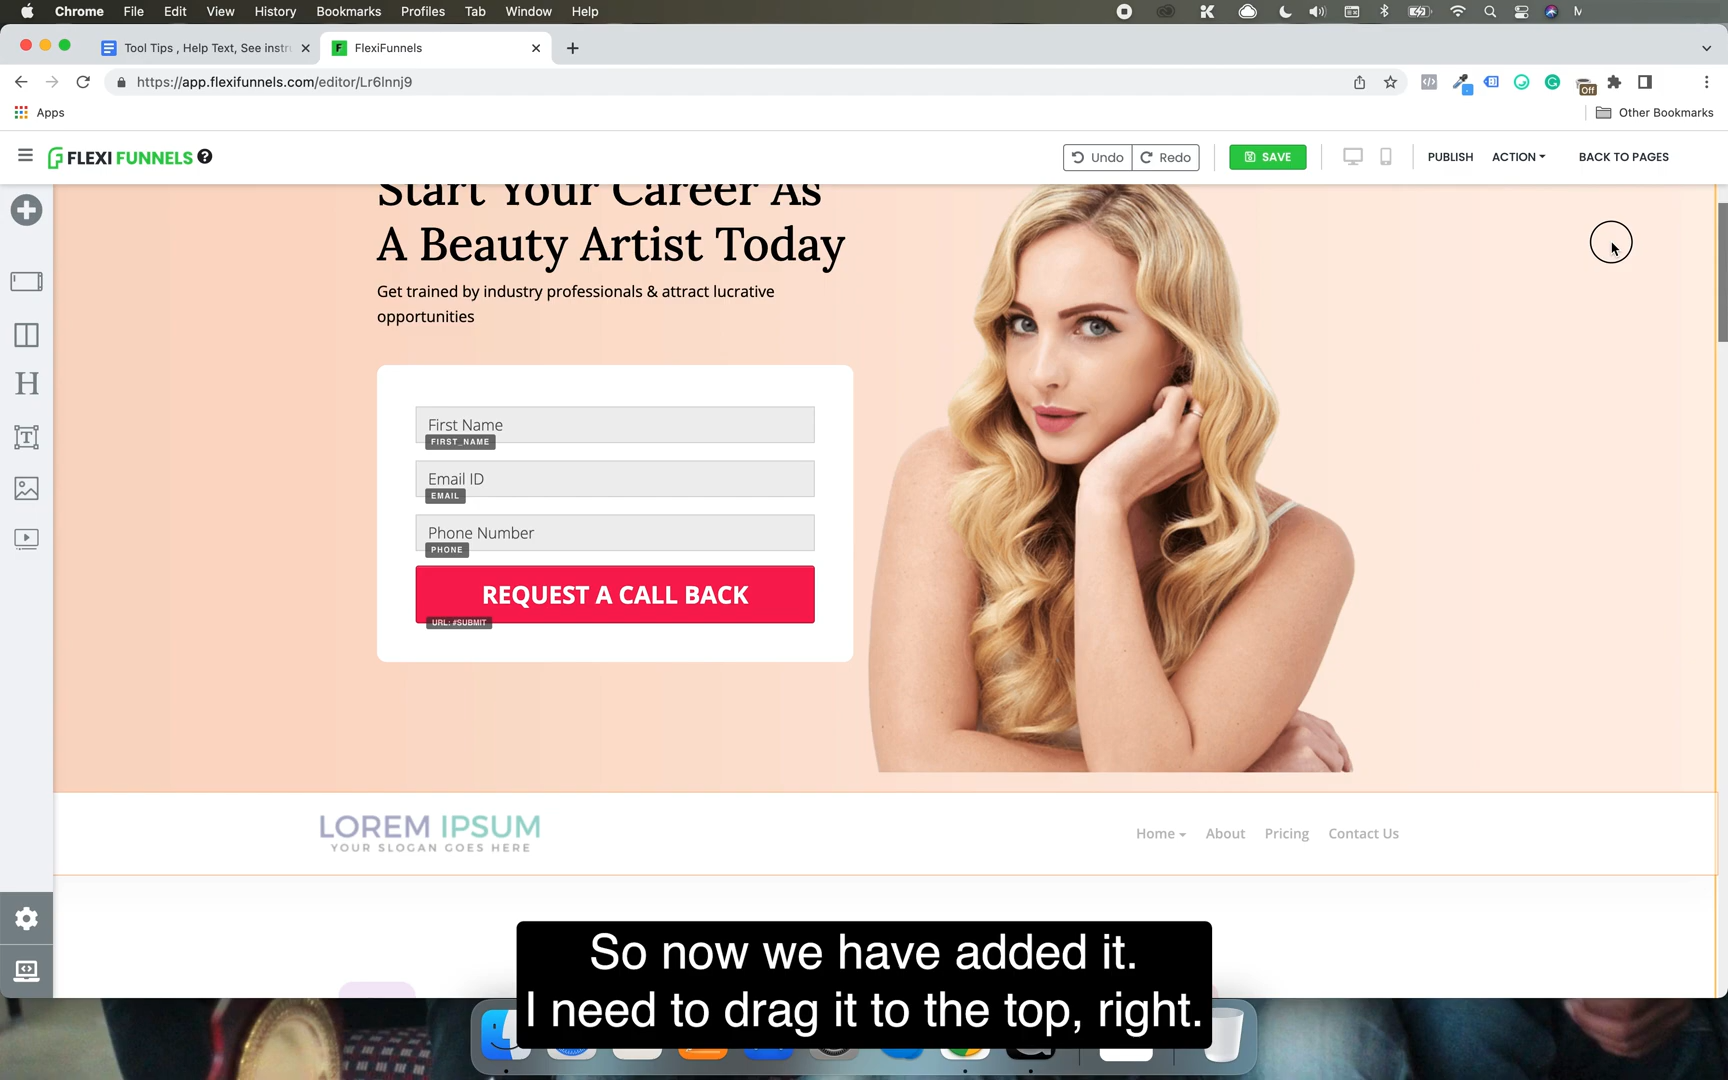 Chrome File Edit View History Bookmarks Profiles Tab Window Help
Tool Tips , Help Text, See instru
FlexiFunnels
https://app.flexifunnels.com/editor/Lr6lnnj9
Off
Apps
Other Bookmarks
FLEXI FUNNELS
Undo Redo
SAVE
PUBLISH ACTION BACK TO PAGES
Start Your Career As
A Beauty Artist Today
Get trained by industry professionals & attract lucrative
opportunities
First Name
FIRST_NAME
Email ID
EMAIL
Phone Number
PHONE
REQUEST A CALL BACK
URL: #SUBMIT
LOREM IPSUM
YOUR SLOGAN GOES HERE
Home About Pricing Contact Us
So now we have added it.
I need to drag it to the top, right.